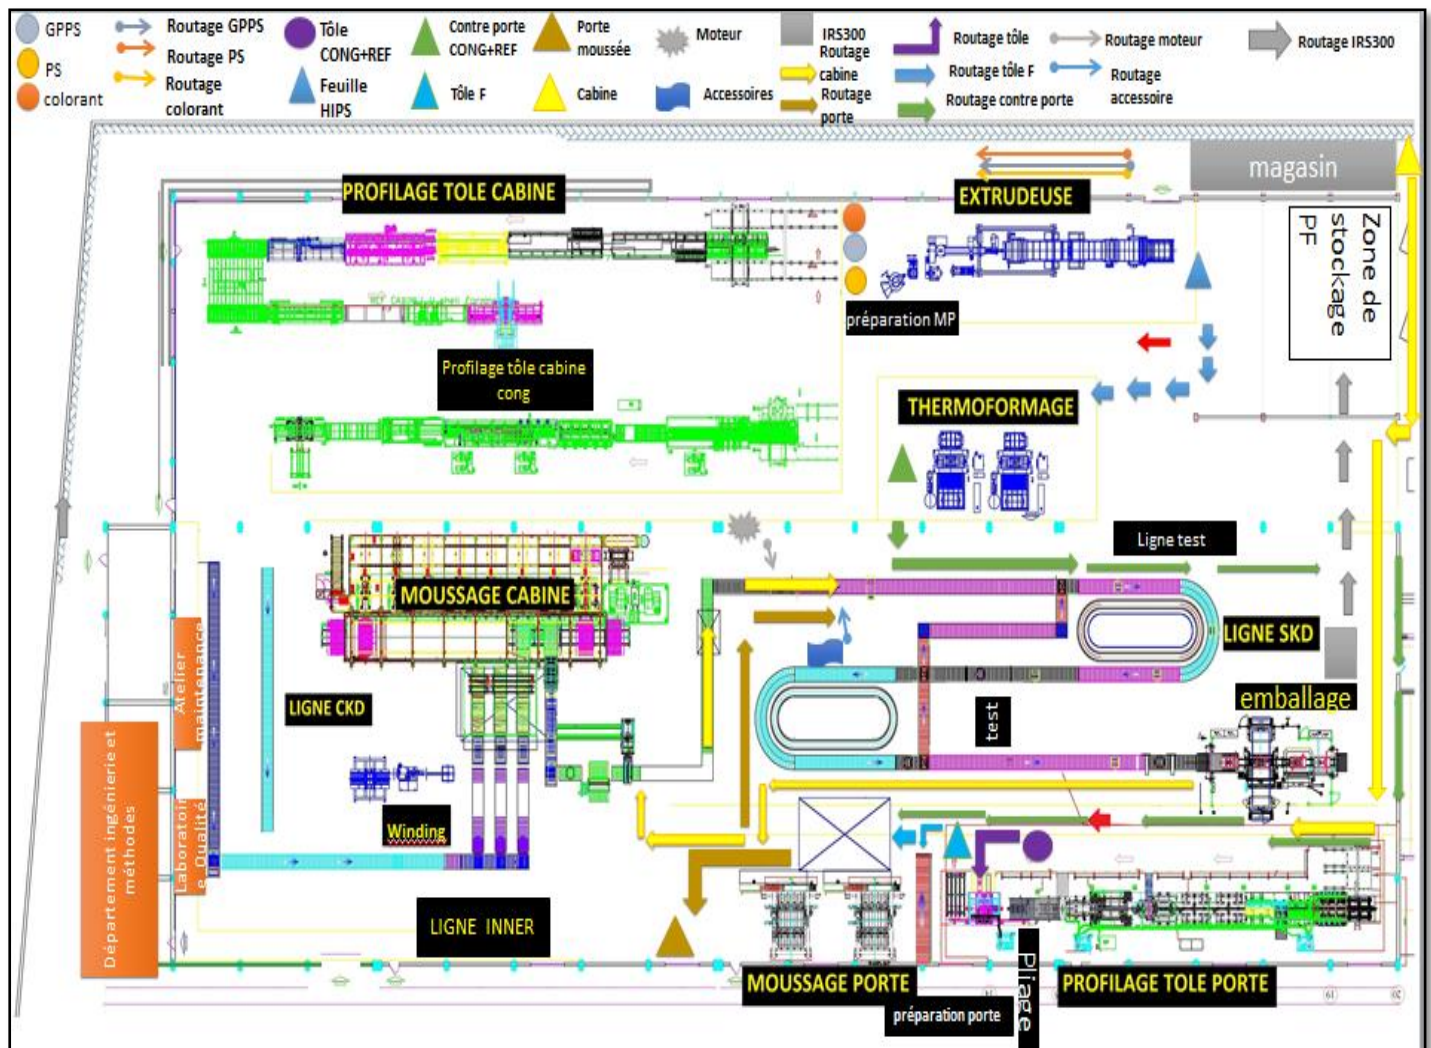 GPPS
PS
colorant
Routage GPPS
Routage PS
Routage
colorant
Tôle
CONG+REF
Feuille
HIPS
Contre porte
CONG+REF
Tôle F
Porte
moussée
Cabine
Moteur
Accessoires
IRS300
Routage
cabine
Routage
porte
Routage tôle
Routage tôle F
Routage contre porte
Routage moteur
Routage
accessoire
Routage IRS300
magasin
PROFILAGE TOLE CABINE
EXTRUDEUSE
Zone de
stockage
PF
préparation MP
Profilage tôle cabine
cong
THERMOFORMAGE
Ligne test
MOUSSAGE CABINE
LIGNE SKD
Atelier
maintenance
LIGNE CKD
emballage
test
Département ingénierie et
méthodes
Laboratoir
e Qualité
Winding
LIGNE INNER
Pliage
MOUSSAGE PORTE
PROFILAGE TOLE PORTE
préparation porte
19
20